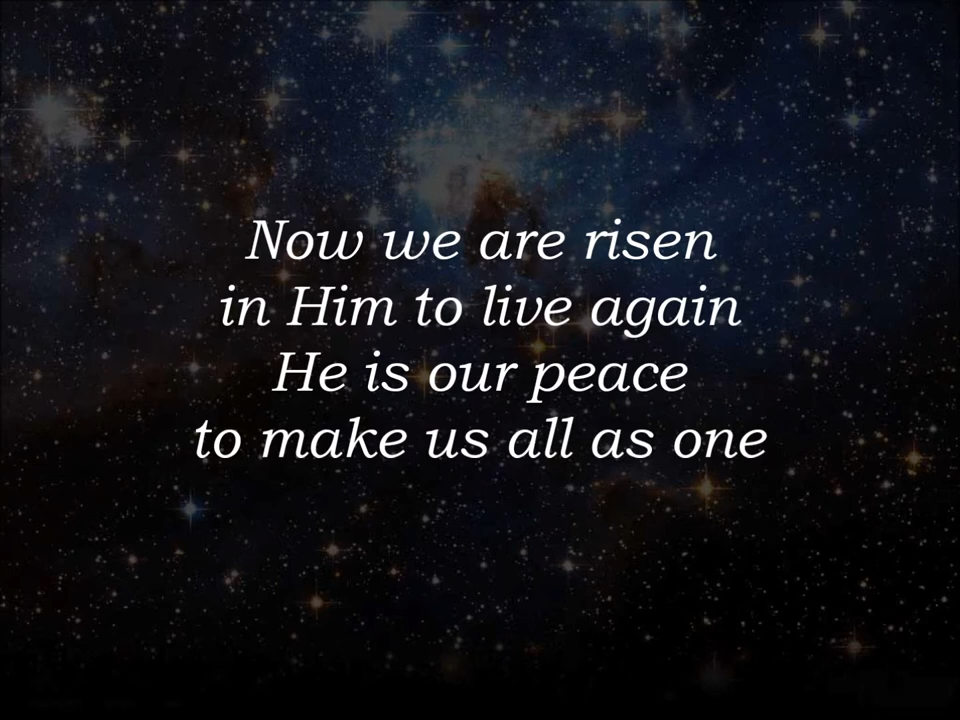 Now we are risen
in Him to live again
He is our peace
to make us all as one